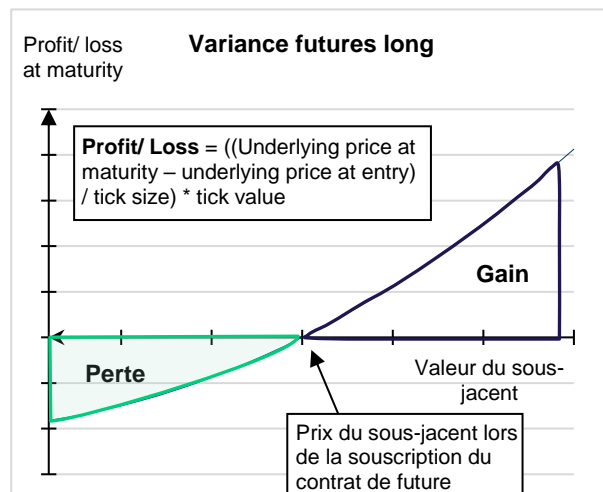 Profit/ loss
at maturity
Variance futures long
Profit/ Loss = ((Underlying price at
maturity – underlying price at entry)
/ tick size) * tick value
Gain
Perte
Valeur du sous-
jacent
Prix du sous-jacent lors
de la souscription du
contrat de future